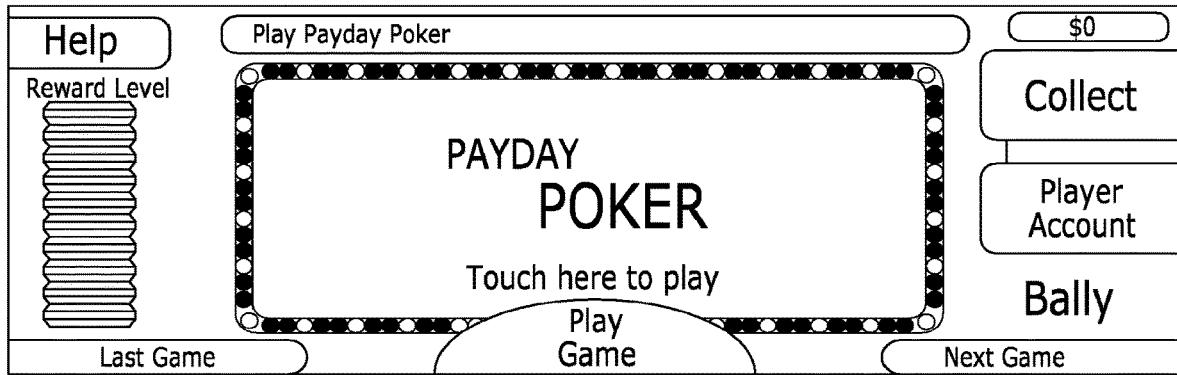 Help
Play Payday Poker
$0
Reward Level
Collect
PAYDAY
POKER
Player
Account
Touch here to play
Bally
Play
Game
Last Game
Next Game